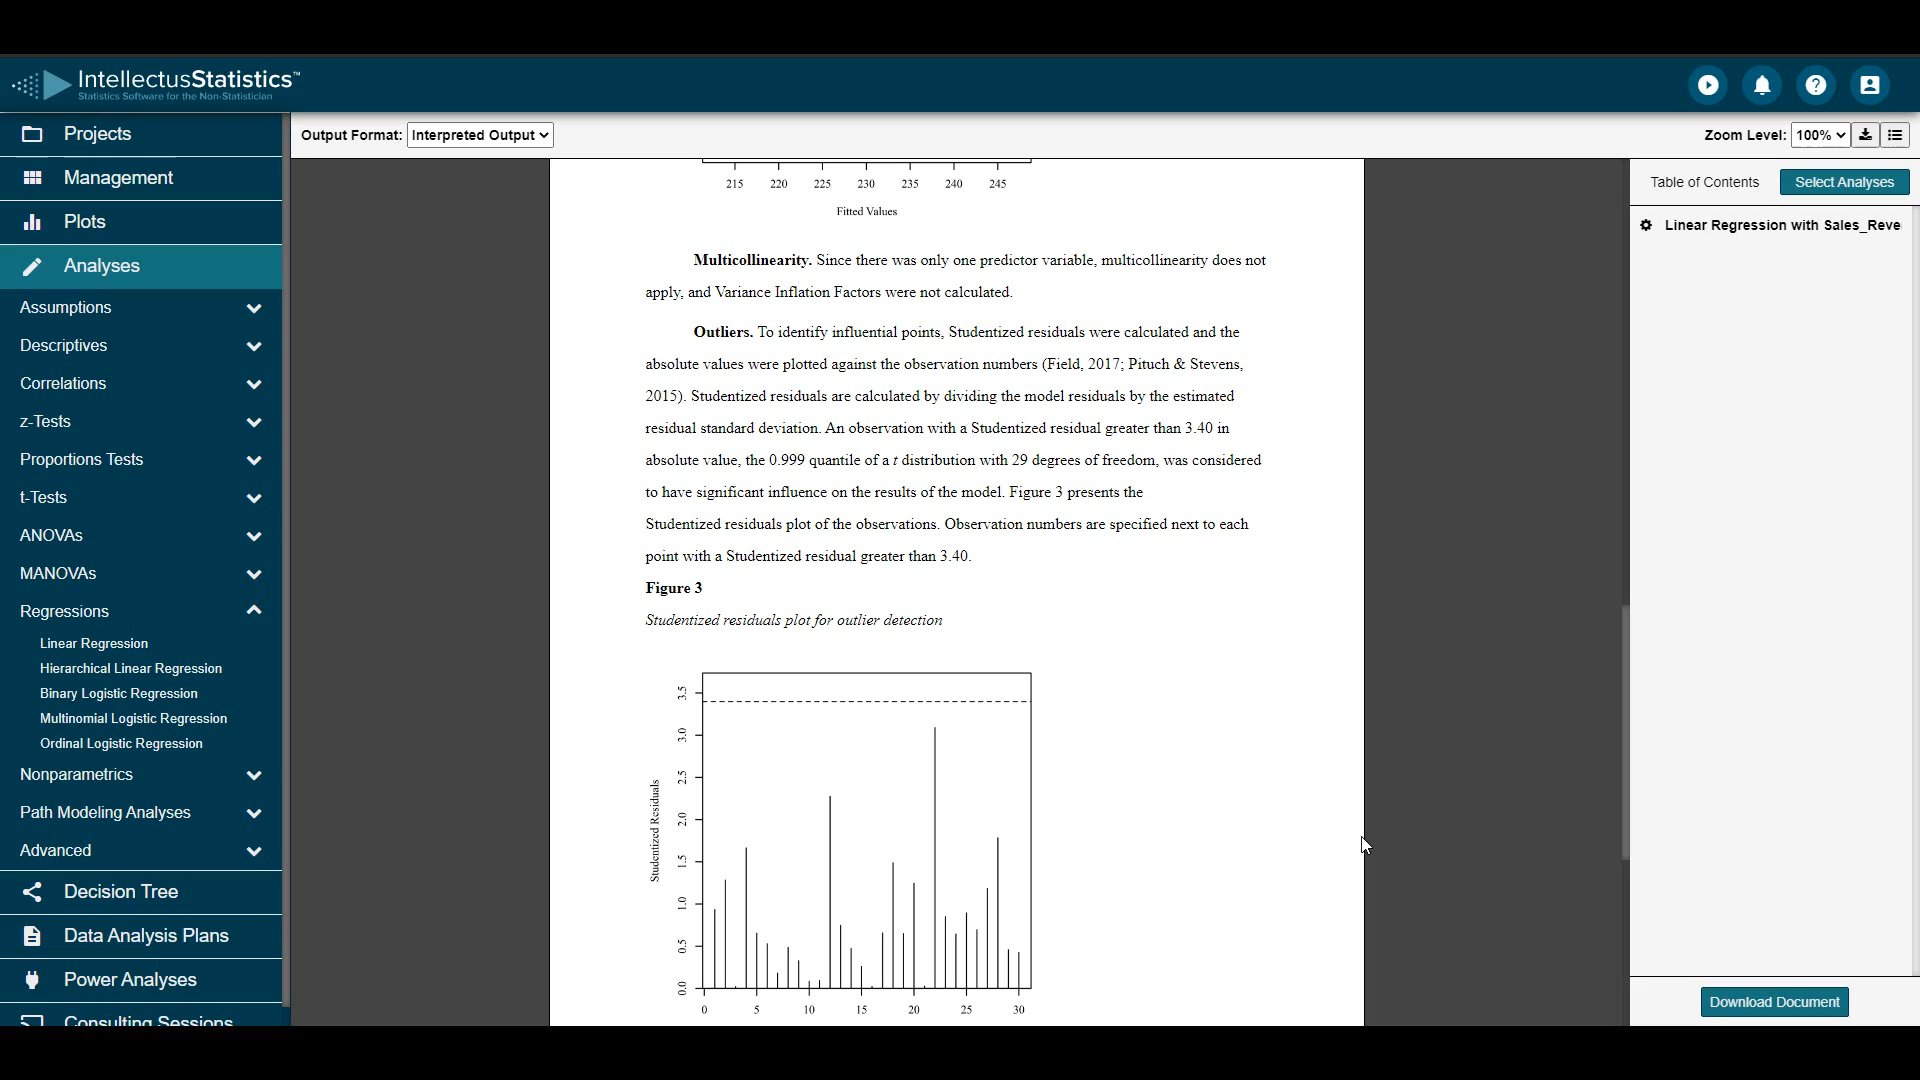 IntellectusStatistics™
Statistics Software for the Non-Statistician
Projects
Management
Plots
Analyses
Assumptions
Descriptives
Correlations
z-Tests
Proportions Tests
t-Tests
ANOVAs
MANOVAs
Regressions
Linear Regression
Hierarchical Linear Regression
Binary Logistic Regression
Multinomial Logistic Regression
Ordinal Logistic Regression
Nonparametrics
Path Modeling Analyses
Advanced
Decision Tree
Data Analysis Plans
Power Analyses
Consulting Sessions
Output Format: Interpreted Output
Zoom Level: 100%
215 220 225 230 235 240 245
Fitted Values
Multicollinearity. Since there was only one predictor variable, multicollinearity does not
apply, and Variance Inflation Factors were not calculated.
Outliers. To identify influential points, Studentized residuals were calculated and the
absolute values were plotted against the observation numbers (Field, 2017; Pituch & Stevens,
2015). Studentized residuals are calculated by dividing the model residuals by the estimated
residual standard deviation. An observation with a Studentized residual greater than 3.40 in
absolute value, the 0.999 quantile of a t distribution with 29 degrees of freedom, was considered
to have significant influence on the results of the model. Figure 3 presents the
Studentized residuals plot of the observations. Observation numbers are specified next to each
point with a Studentized residual greater than 3.40.
Figure 3
Studentized residuals plot for outlier detection
Studentized Residuals
3.5
3.0
2.5
2.0
1.5
1.0
0.5
0.0
0 5 10 15 20 25 30
Table of Contents
Select Analyses
Linear Regression with Sales_Reve
Download Document